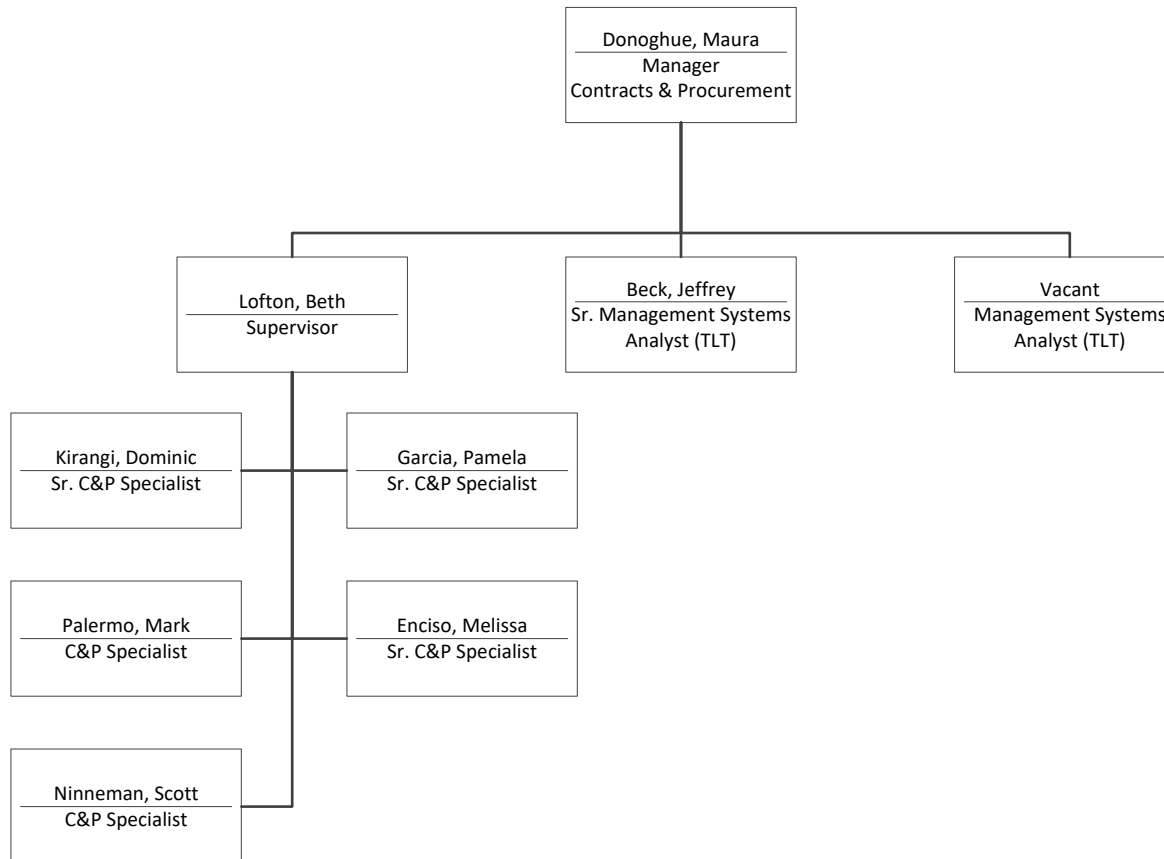 Donoghue, Maura
Manager
Contracts & Procurement
Lofton, Beth
Supervisor
Beck, Jeffrey
Sr. Management Systems
Analyst (TLT)
Vacant
Management Systems
Analyst (TLT)
Kirangi, Dominic
Sr. C&P Specialist
Garcia, Pamela
Sr. C&P Specialist
Palermo, Mark
C&P Specialist
Enciso, Melissa
Sr. C&P Specialist
Ninneman, Scott
C&P Specialist